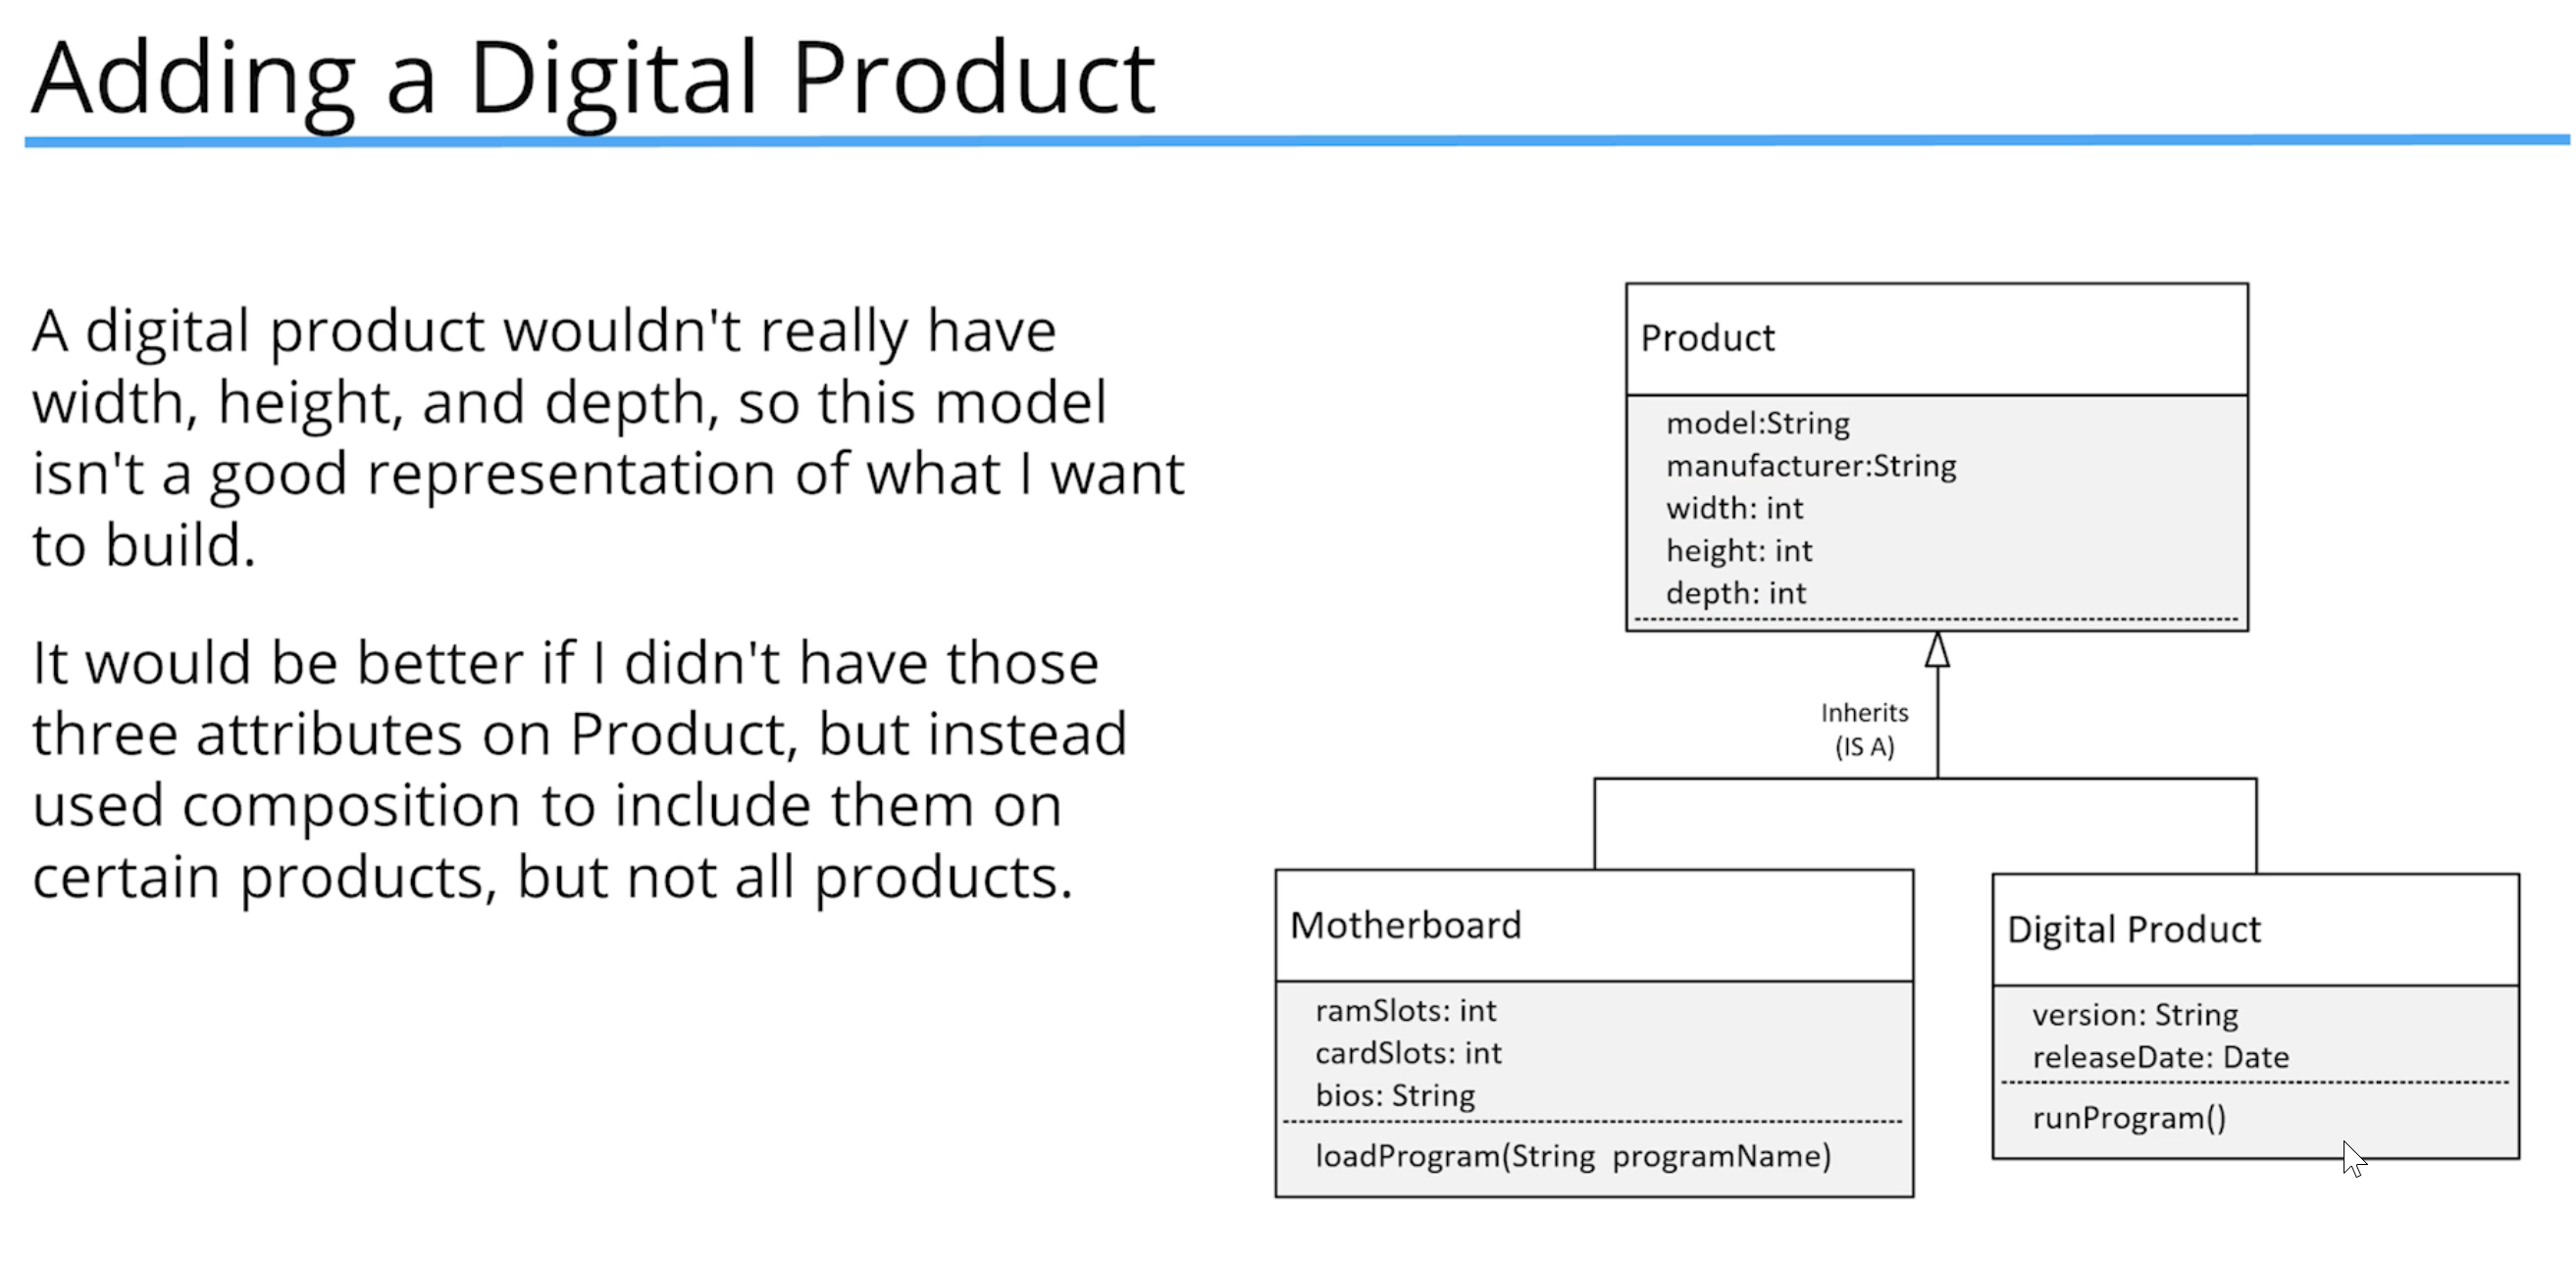 Adding a Digital Product
A digital product wouldn't really have
width, height, and depth, so this model
isn't a good representation of what I want
to build.
It would be better if I didn't have those
three attributes on Product, but instead
used composition to include them on
certain products, but not all products.
Product
model:String
manufacturer:String
width: int
height: int
depth: int
Inherits
(IS A)
Motherboard
ramSlots: int
cardSlots: int
bios: String
loadProgram(String programName)
Digital Product
version: String
releaseDate: Date
runProgram()